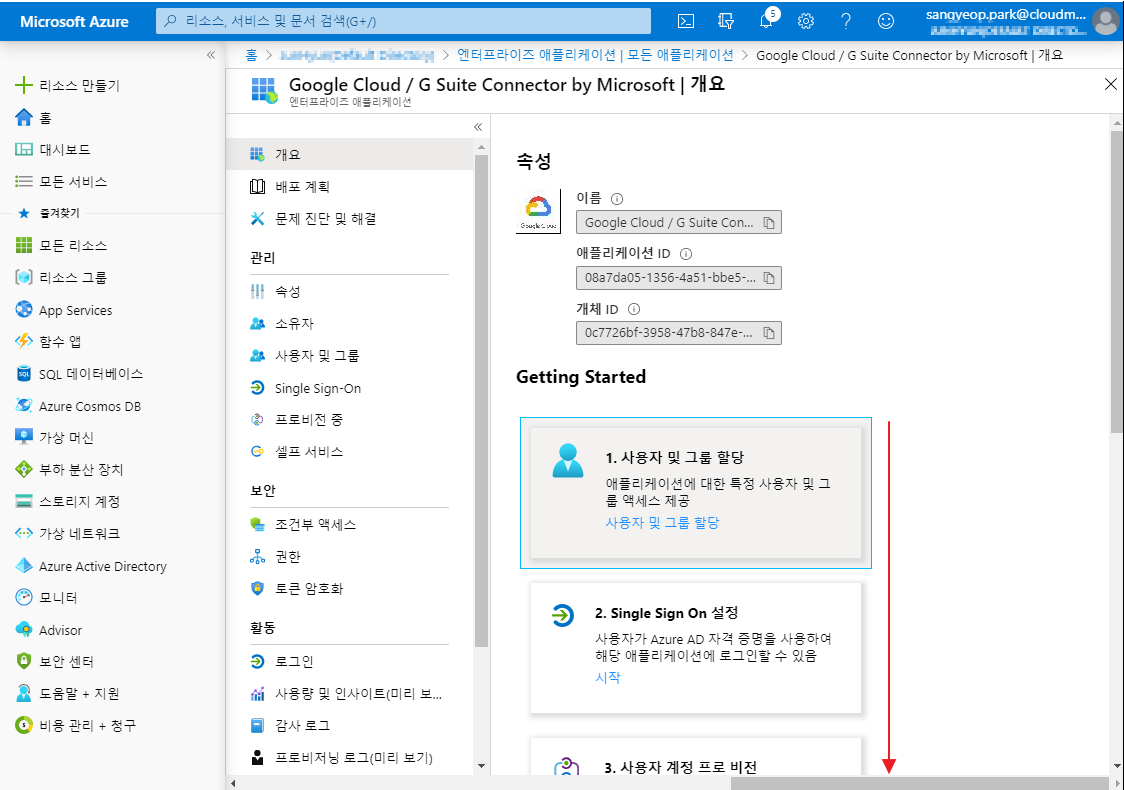 Microsoft Azure
리소스, 서비스 및 문서 검색(G+/)
5
sangyeop.park@cloudm...
«
홈 > > 엔터프라이즈 애플리케이션 | 모든 애플리케이션 > Google Cloud / G Suite Connector by Microsoft | 개요
리소스 만들기
홈
대시보드
모든 서비스
즐겨찾기
모든 리소스
리소스 그룹
App Services
함수 앱
SQL 데이터베이스
Azure Cosmos DB
가상 머신
부하 분산 장치
스토리지 계정
가상 네트워크
Azure Active Directory
모니터
Advisor
보안 센터
도움말 + 지원
비용 관리 + 청구
Google Cloud / G Suite Connector by Microsoft | 개요
엔터프라이즈 애플리케이션
«
개요
배포 계획
문제 진단 및 해결
관리
속성
소유자
사용자 및 그룹
Single Sign-On
프로비전 중
셀프 서비스
보안
조건부 액세스
권한
토큰 암호화
활동
로그인
사용량 및 인사이트(미리 보...
감사 로그
프로비저닝 로그(미리 보기)
속성
Google Cloud
이름
Google Cloud / G Suite Con...
애플리케이션 ID
08a7da05-1356-4a51-bbe5-...
개체 ID
0c7726bf-3958-47b8-847e-...
Getting Started
1. 사용자 및 그룹 할당
애플리케이션에 대한 특정 사용자 및 그
룹 액세스 제공
사용자 및 그룹 할당
2. Single Sign On 설정
사용자가 Azure AD 자격 증명을 사용하여
해당 애플리케이션에 로그인할 수 있음
시작
3. 사용자 계정 프로 비전